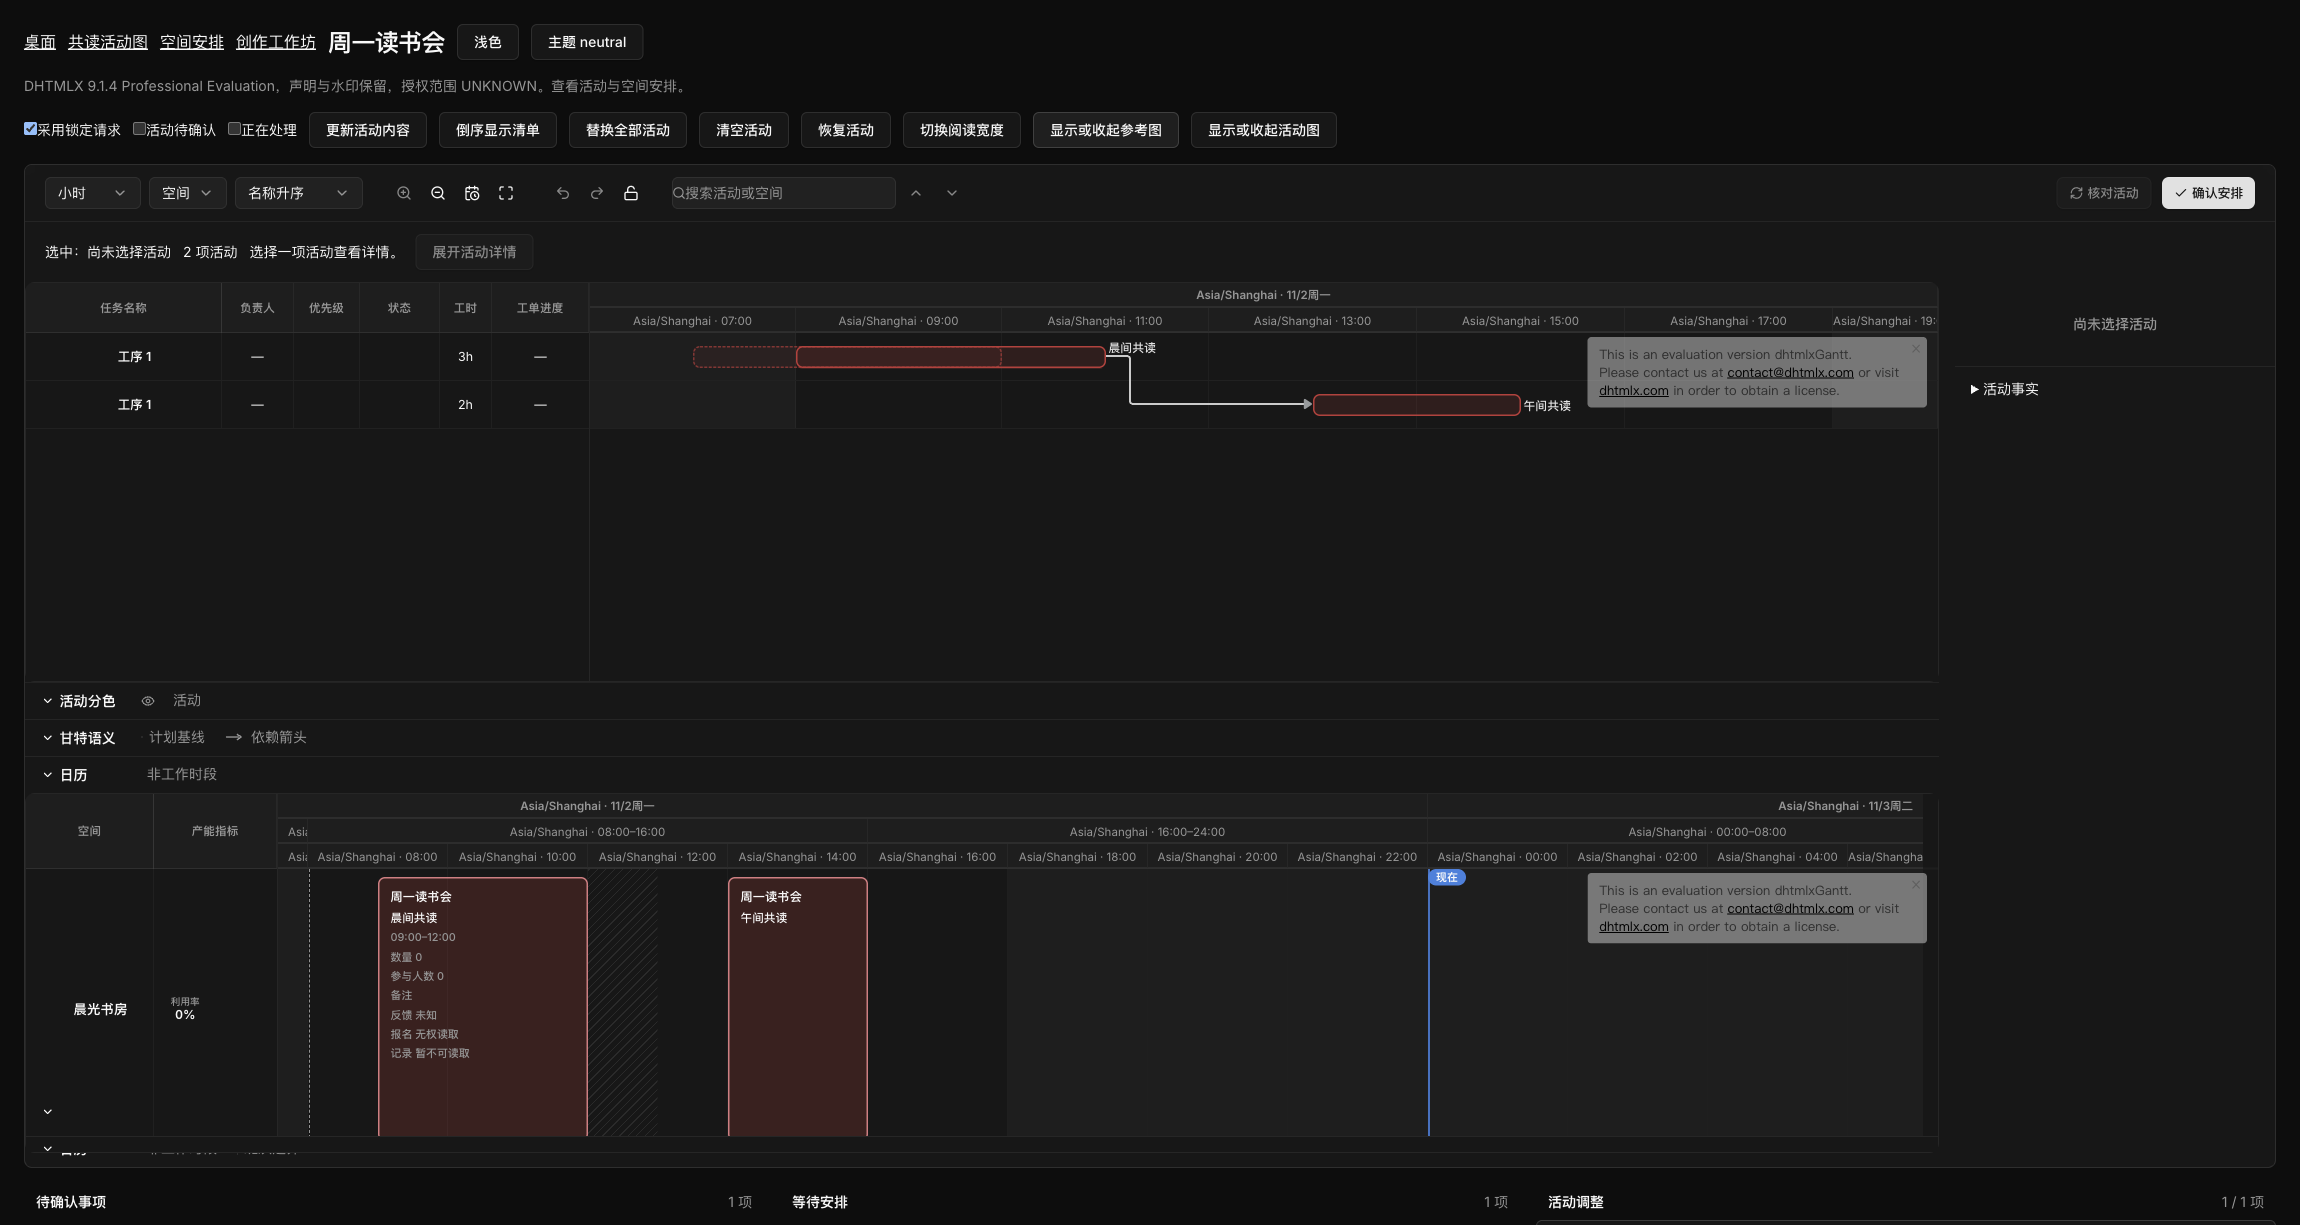 桌面 共读活动图 空间安排 创作工作坊 周一读书会 浅色 主题 neutral
DHTMLX 9.1.4 Professional Evaluation，声明与水印保留，授权范围 UNKNOWN。查看活动与空间安排。
采用锁定请求 活动待确认 正在处理 更新活动内容 倒序显示清单 替换全部活动 清空活动 恢复活动 切换阅读宽度 显示或收起参考图 显示或收起活动图
小时 空间 名称升序 搜索活动或空间 核对活动 确认安排
选中：尚未选择活动 2 项活动 选择一项活动查看详情。 展开活动详情
任务名称 负责人 优先级 状态 工时 工单进度
Asia/Shanghai · 11/2周一
Asia/Shanghai · 07:00 Asia/Shanghai · 09:00 Asia/Shanghai · 11:00 Asia/Shanghai · 13:00 Asia/Shanghai · 15:00 Asia/Shanghai · 17:00 Asia/Shanghai · 19:
尚未选择活动
活动事实
工序 1 — 3h —
晨间共读
工序 1 — 2h —
午间共读
This is an evaluation version dhtmlxGantt.
Please contact us at contact@dhtmlx.com or visit
dhtmlx.com in order to obtain a license.
活动分色 活动
甘特语义 计划基线 依赖箭头
日历 非工作时段
空间 产能指标
Asia/Shanghai · 11/2周一 Asia/Shanghai · 11/3周二
Asia Asia/Shanghai · 08:00–16:00 Asia/Shanghai · 16:00–24:00 Asia/Shanghai · 00:00–08:00
Asia Asia/Shanghai · 08:00 Asia/Shanghai · 10:00 Asia/Shanghai · 12:00 Asia/Shanghai · 14:00 Asia/Shanghai · 16:00 Asia/Shanghai · 18:00 Asia/Shanghai · 20:00 Asia/Shanghai · 22:00 Asia/Shanghai · 00:00 Asia/Shanghai · 02:00 Asia/Shanghai · 04:00 Asia/Shangha
晨光书房
利用率
0%
周一读书会
晨间共读
09:00–12:00
数量 0
参与人数 0
备注
反馈 未知
报名 无权读取
记录 暂不可读取
周一读书会
午间共读
现在
This is an evaluation version dhtmlxGantt.
Please contact us at contact@dhtmlx.com or visit
dhtmlx.com in order to obtain a license.
待确认事项 1 项 等待安排 1 项 活动调整 1 / 1 项